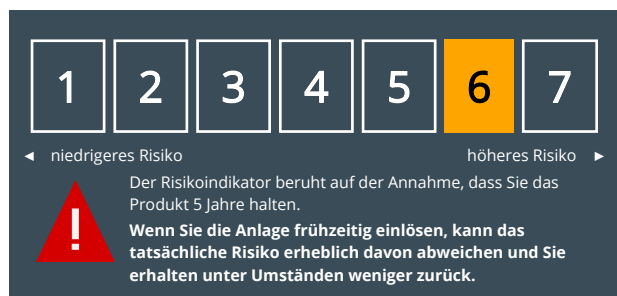 1 2 3 4 5 6 7
◄ niedrigeres Risiko höheres Risiko ►
Der Risikoindikator beruht auf der Annahme, dass Sie das
Produkt 5 Jahre halten.
!
Wenn Sie die Anlage frühzeitig einlösen, kann das
tatsächliche Risiko erheblich davon abweichen und Sie
erhalten unter Umständen weniger zurück.